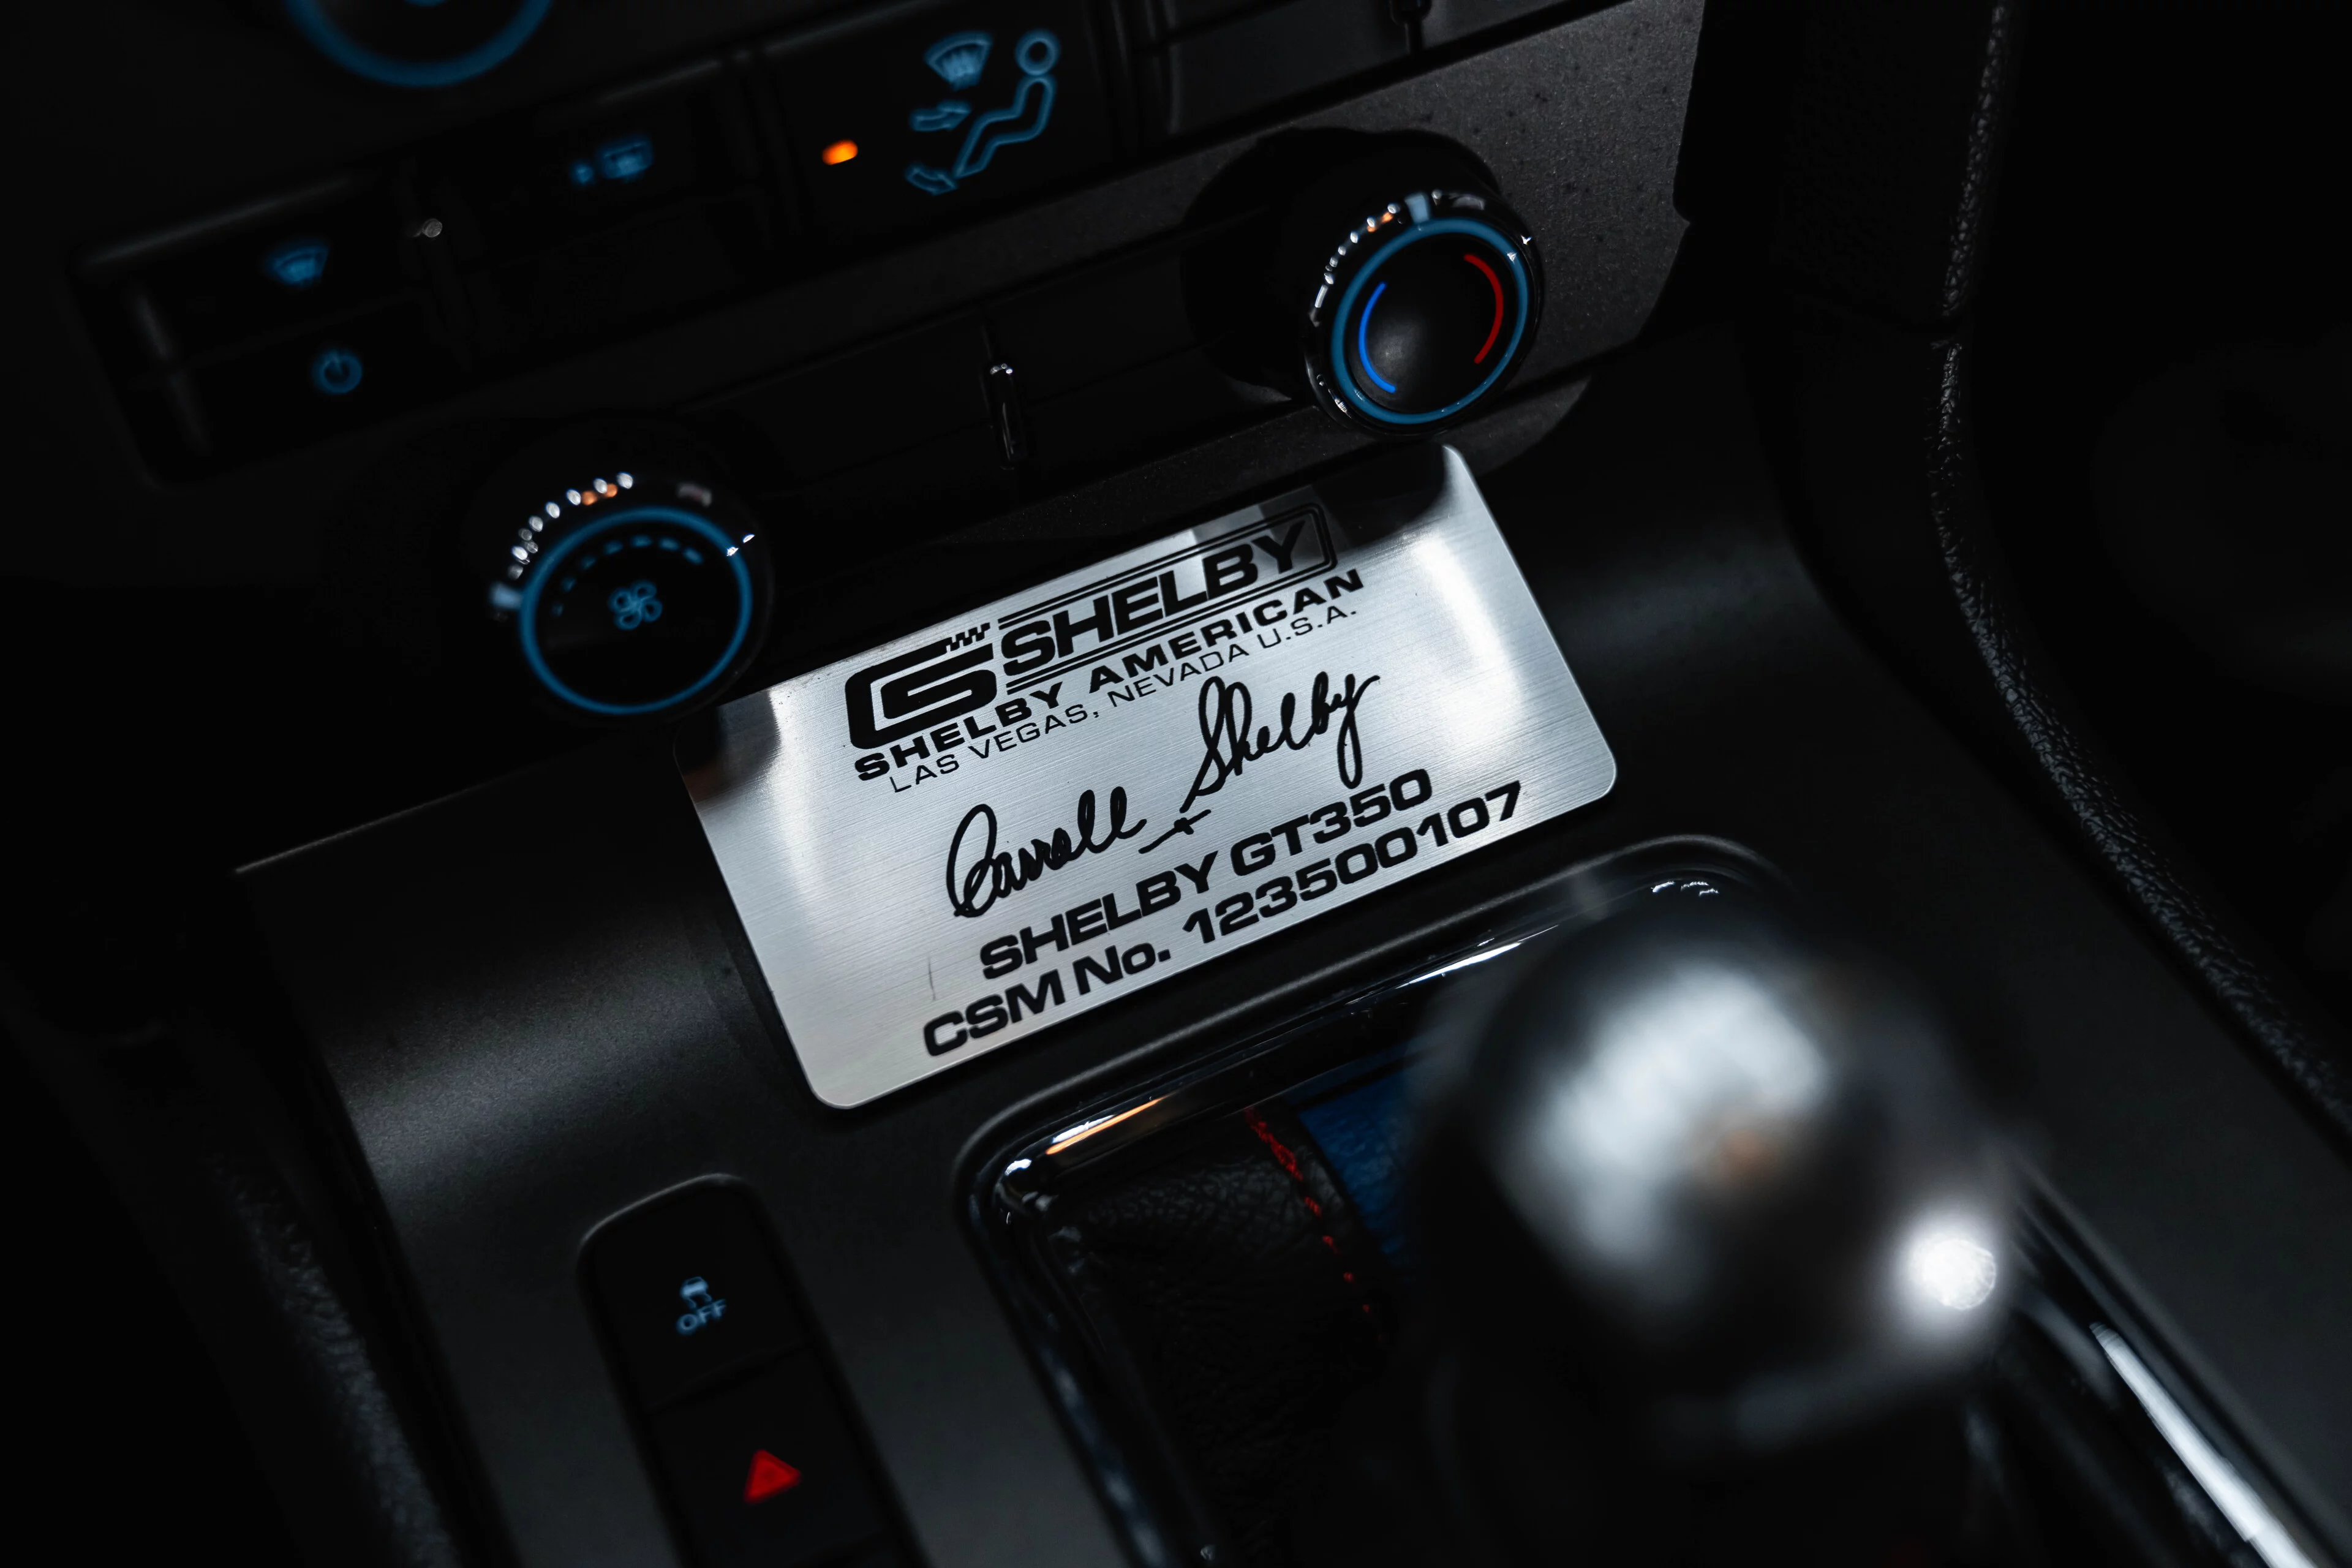 SHELBY
SHELBY AMERICAN
LAS VEGAS, NEVADA U.S.A.
Carroll Shelby
SHELBY GT350
CSM No. 123500107
OFF